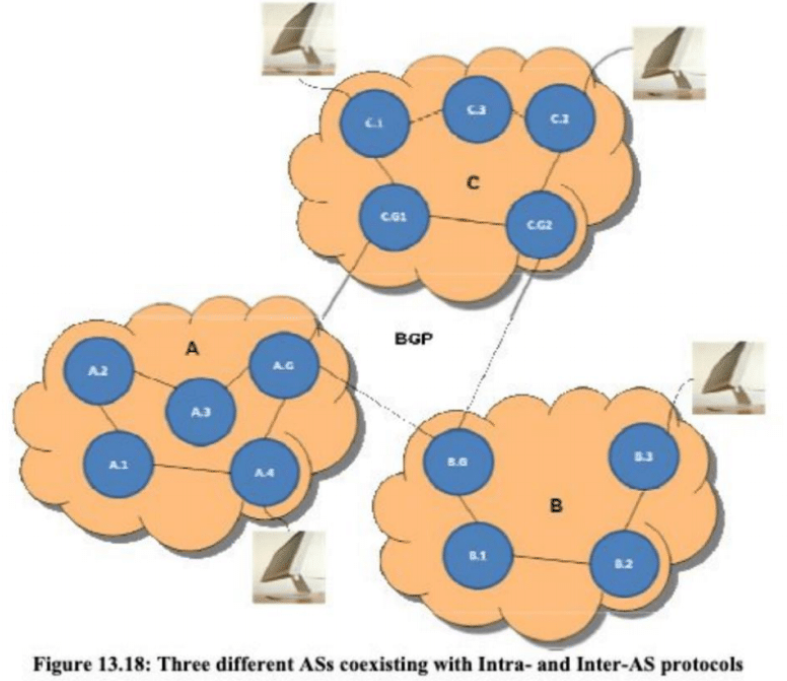 C.1
C.3
C.2
C
C.G1
C.G2
BGP
A
A.2
A.G
A.3
A.1
A.4
B.G
B.3
B
B.1
B.2
Figure 13.18: Three different ASs coexisting with Intra- and Inter-AS protocols